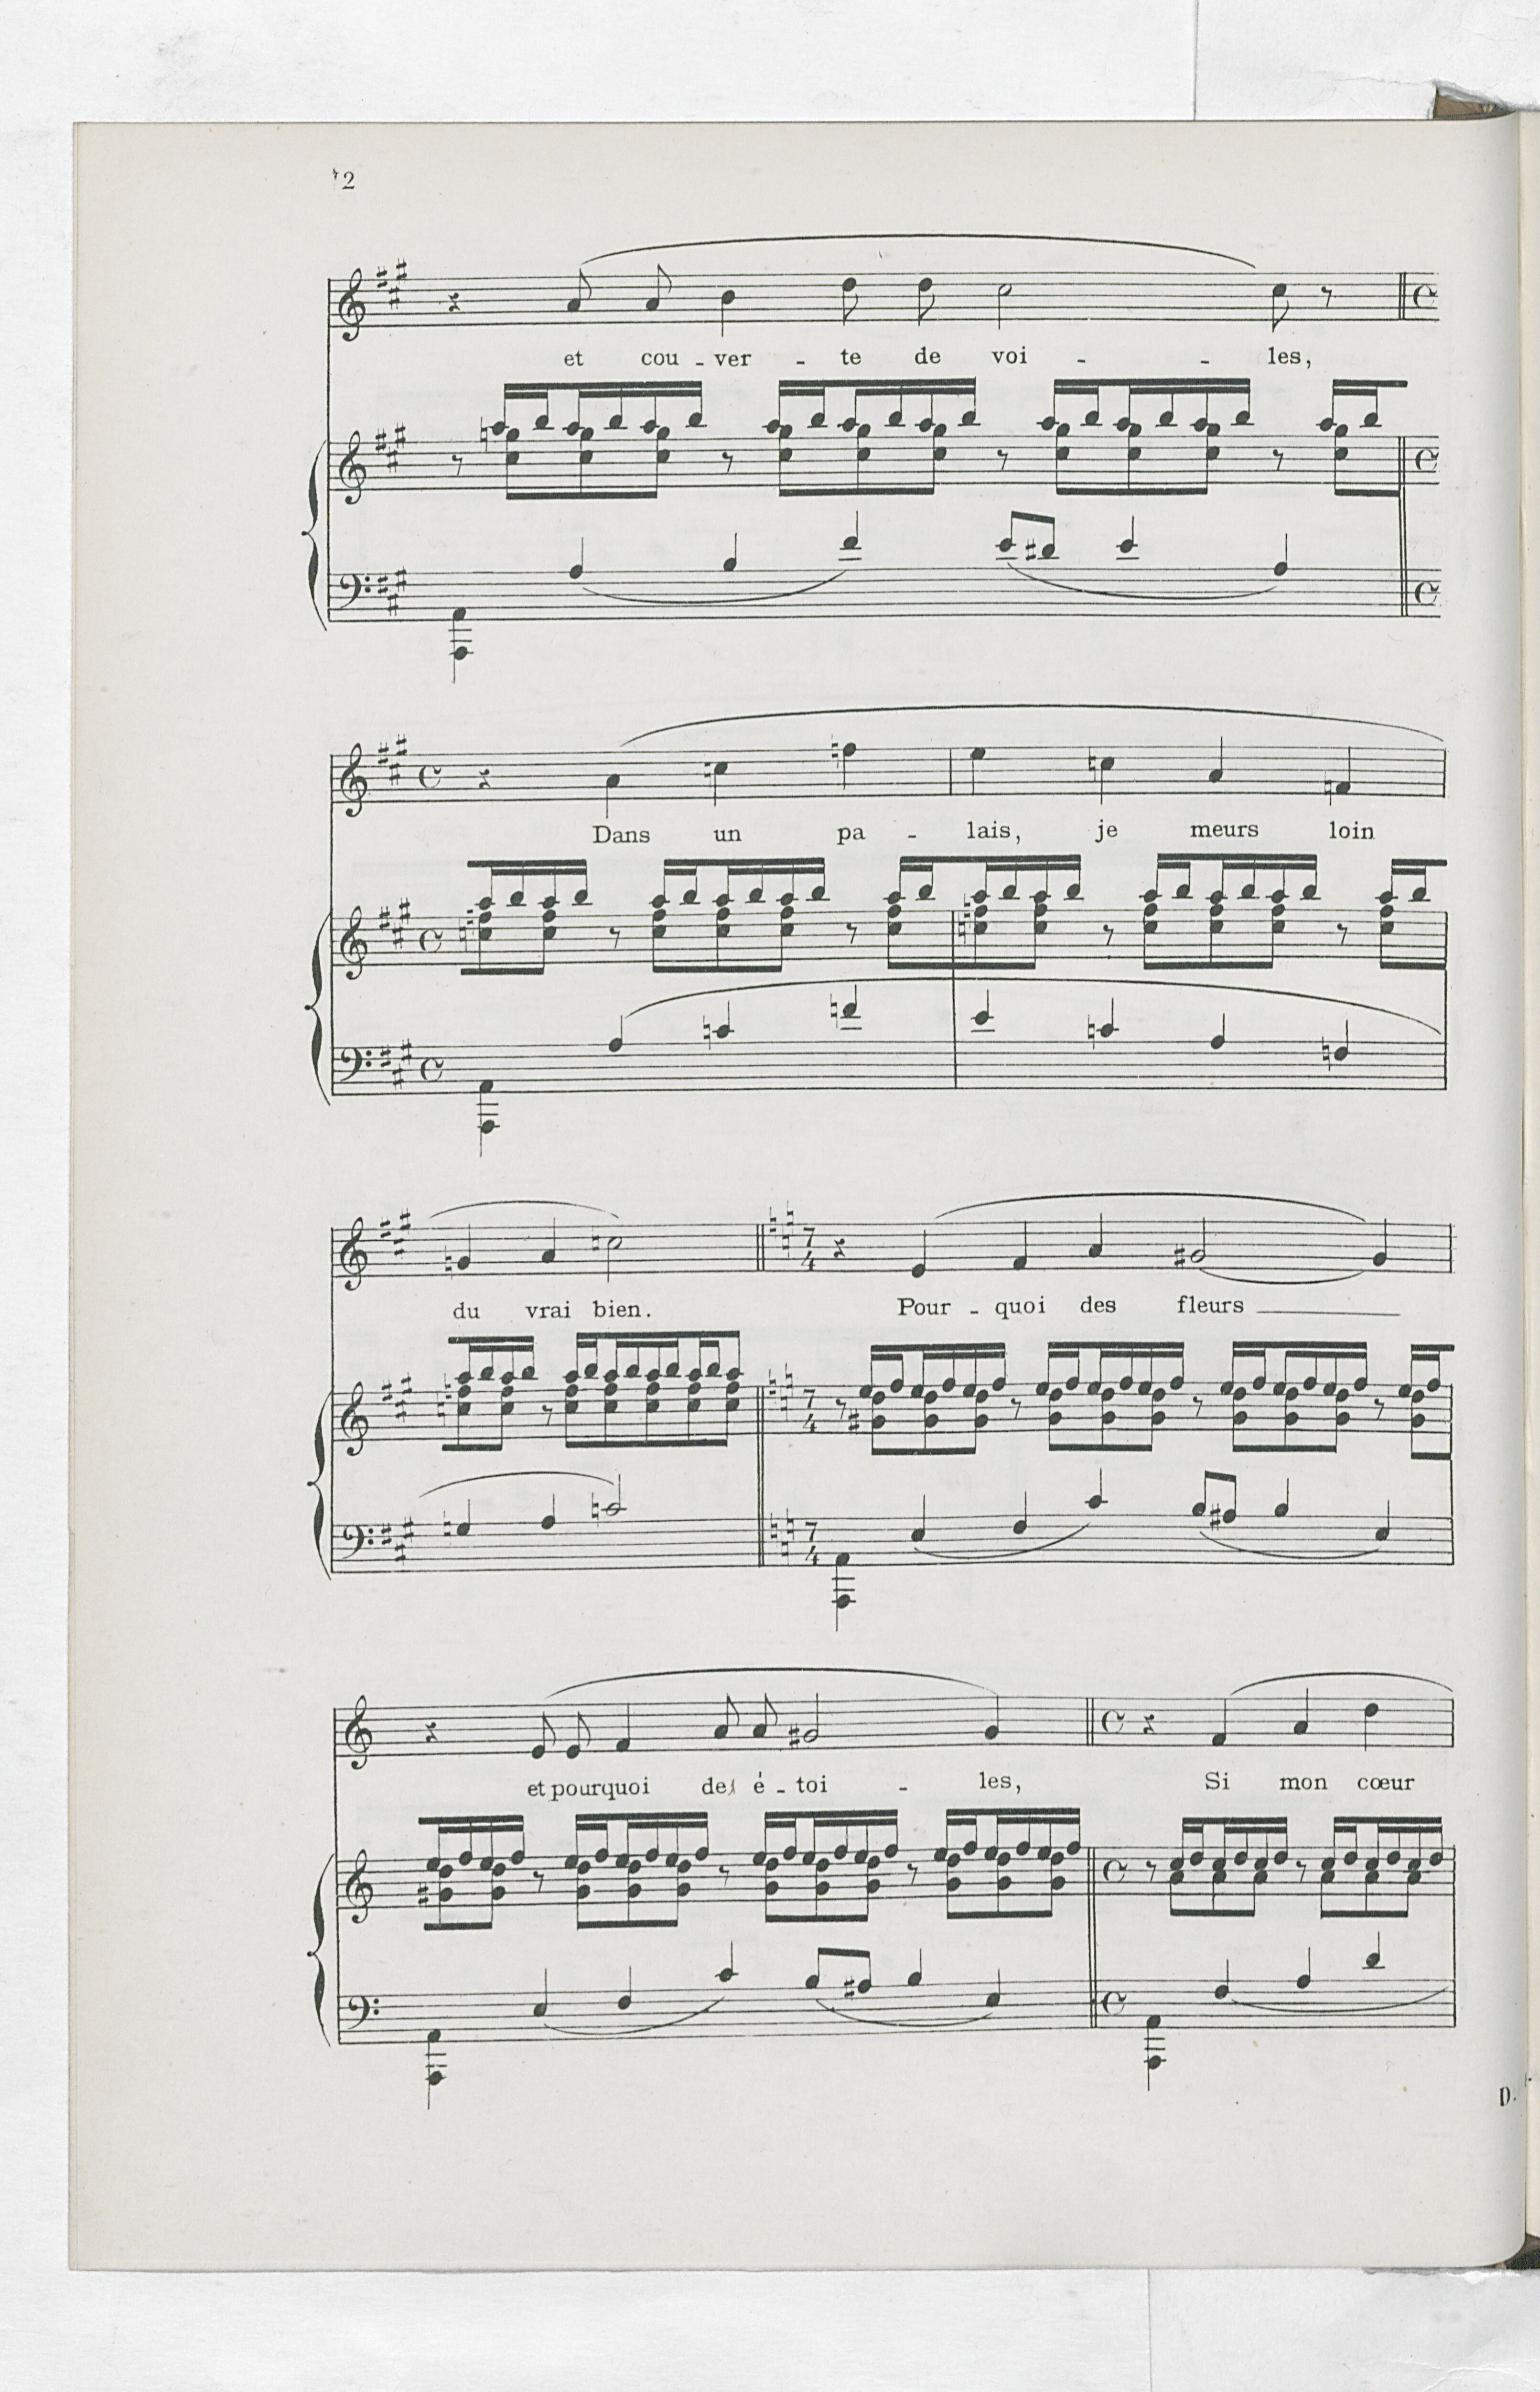 2
et cou - ver - te de voi - - les,
Dans un pa - lais, je meurs loin
du vrai bien. Pour - quoi des fleurs
et pourquoi des é - toi - les, Si mon cœur
D.